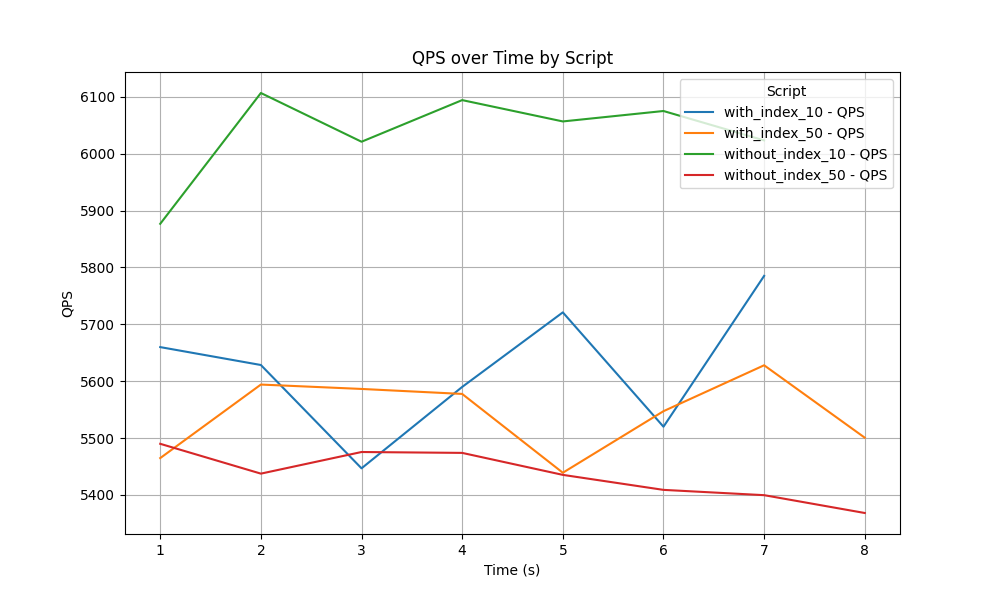 QPS over Time by Script
Script
with_index_10 - QPS
with_index_50 - QPS
without_index_10 - QPS
without_index_50 - QPS
QPS
6100
6000
5900
5800
5700
5600
5500
5400
1 2 3 4 5 6 7 8
Time (s)